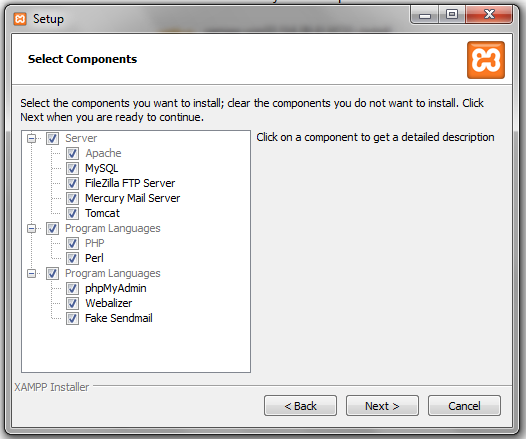 Setup
Select Components
Select the components you want to install; clear the components you do not want to install. Click
Next when you are ready to continue.
Server
Apache
MySQL
FileZilla FTP Server
Mercury Mail Server
Tomcat
Program Languages
PHP
Perl
Program Languages
phpMyAdmin
Webalizer
Fake Sendmail
Click on a component to get a detailed description
XAMPP Installer
< Back
Next >
Cancel